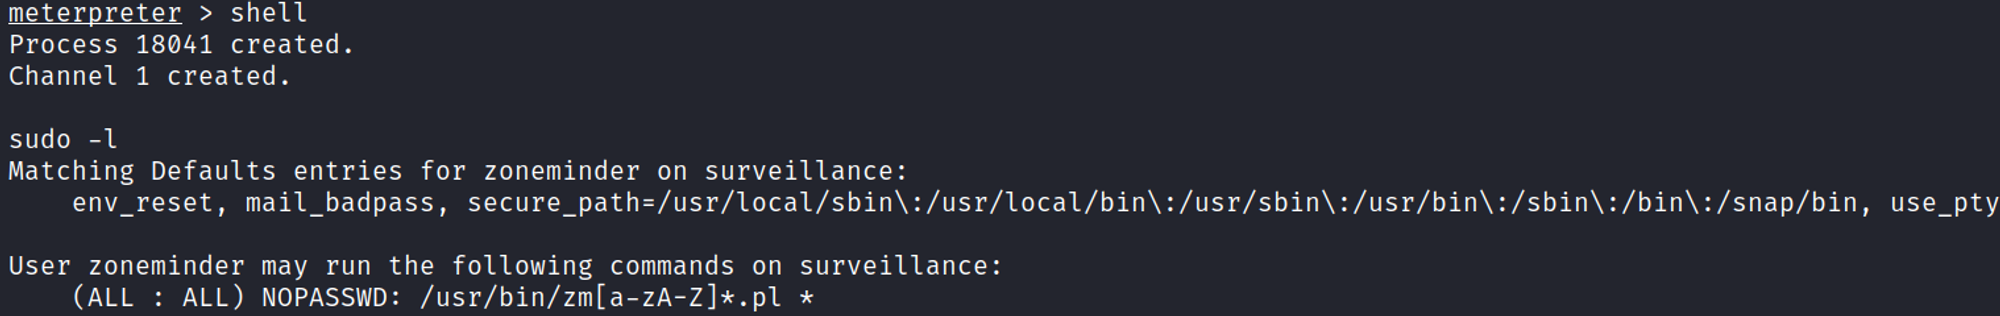 meterpreter > shell
Process 18041 created.
Channel 1 created.
sudo -l
Matching Defaults entries for zoneminder on surveillance:
env_reset, mail_badpass, secure_path=/usr/local/sbin\:/usr/local/bin\:/usr/sbin\:/usr/bin\:/sbin\:/bin\:/snap/bin, use_pty
User zoneminder may run the following commands on surveillance:
(ALL : ALL) NOPASSWD: /usr/bin/zm[a-zA-Z]*.pl *